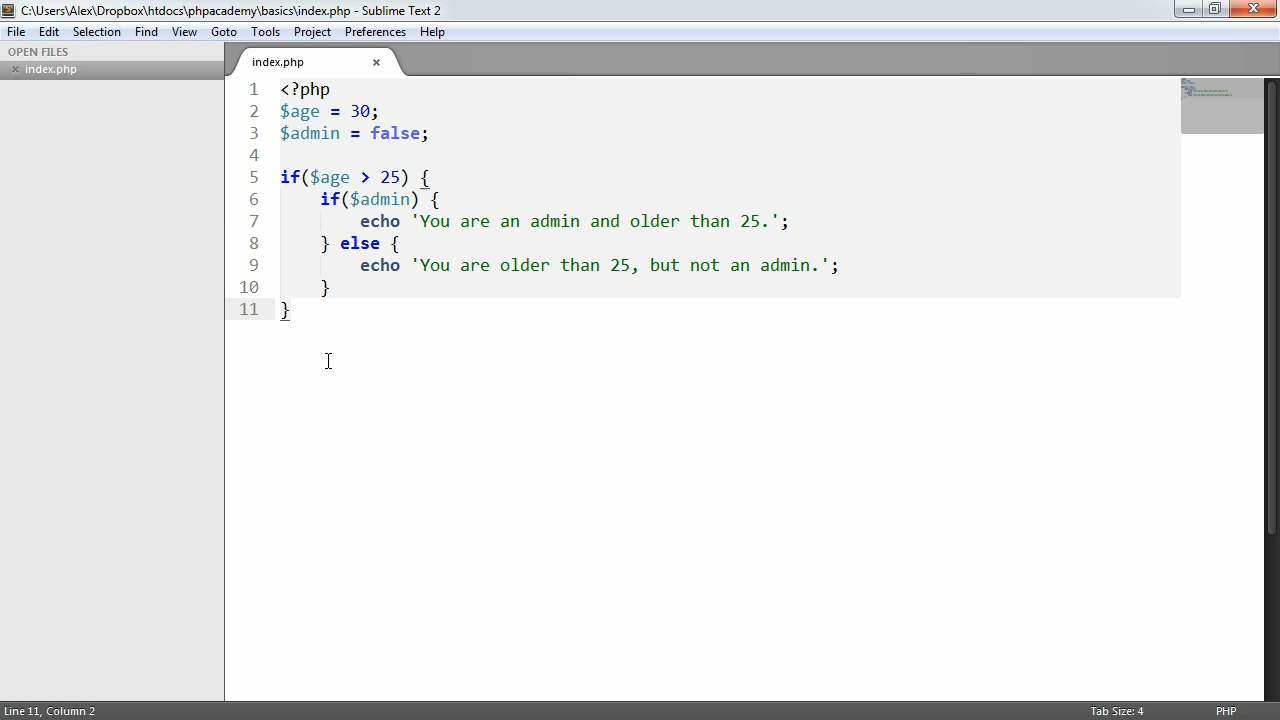 C:\Users\Alex\Dropbox\htdocs\phpacademy\basics\index.php - Sublime Text 2
File Edit Selection Find View Goto Tools Project Preferences Help
OPEN FILES
index.php
index.php
1 <?php
2 $age = 30;
3 $admin = false;
4
5 if($age > 25) {
6     if($admin) {
7         echo 'You are an admin and older than 25.';
8     } else {
9         echo 'You are older than 25, but not an admin.';
10     }
11 }
Line 11, Column 2 Tab Size: 4 PHP